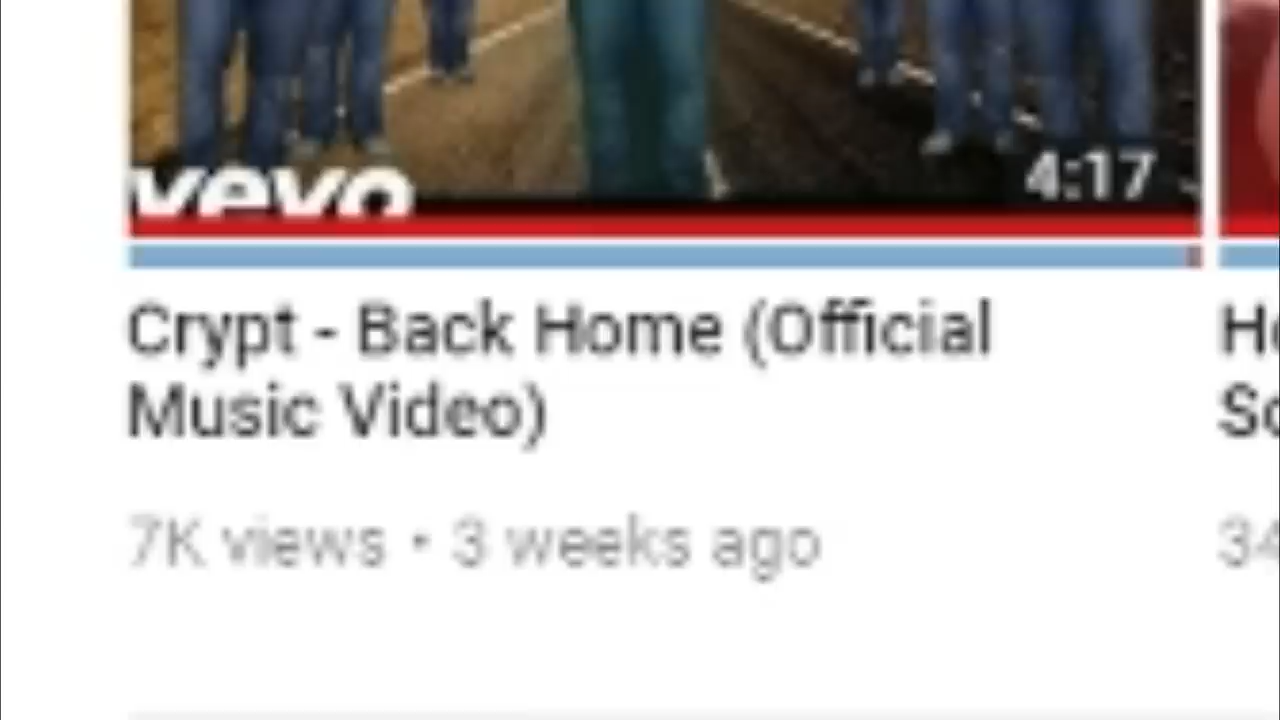 vevo
4:17
Crypt - Back Home (Official
Music Video)
7K views • 3 weeks ago